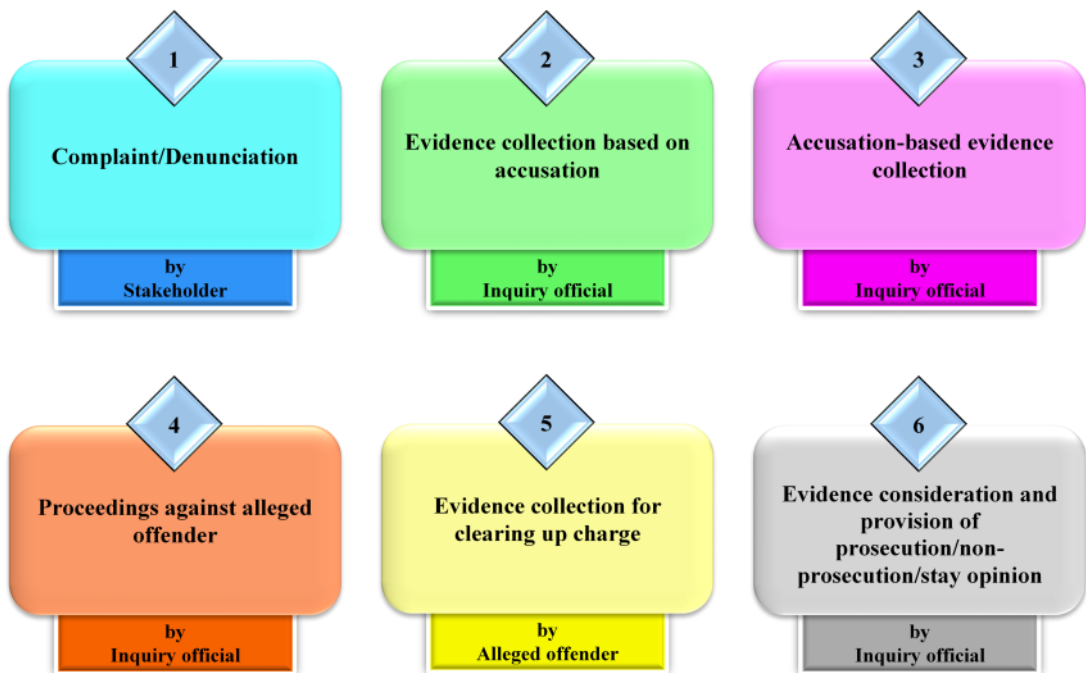 1
Complaint/Denunciation
by
Stakeholder
2
Evidence collection based on
accusation
by
Inquiry official
3
Accusation-based evidence
collection
by
Inquiry official
4
Proceedings against alleged
offender
by
Inquiry official
5
Evidence collection for
clearing up charge
by
Alleged offender
6
Evidence consideration and
provision of
prosecution/non-
prosecution/stay opinion
by
Inquiry official